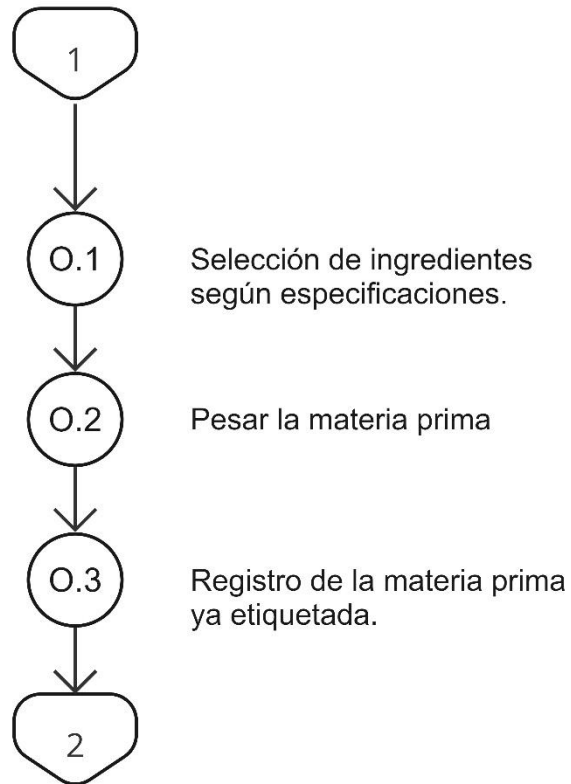 1
O.1
Selección de ingredientes
según especificaciones.
O.2
Pesar la materia prima
O.3
Registro de la materia prima
ya etiquetada.
2